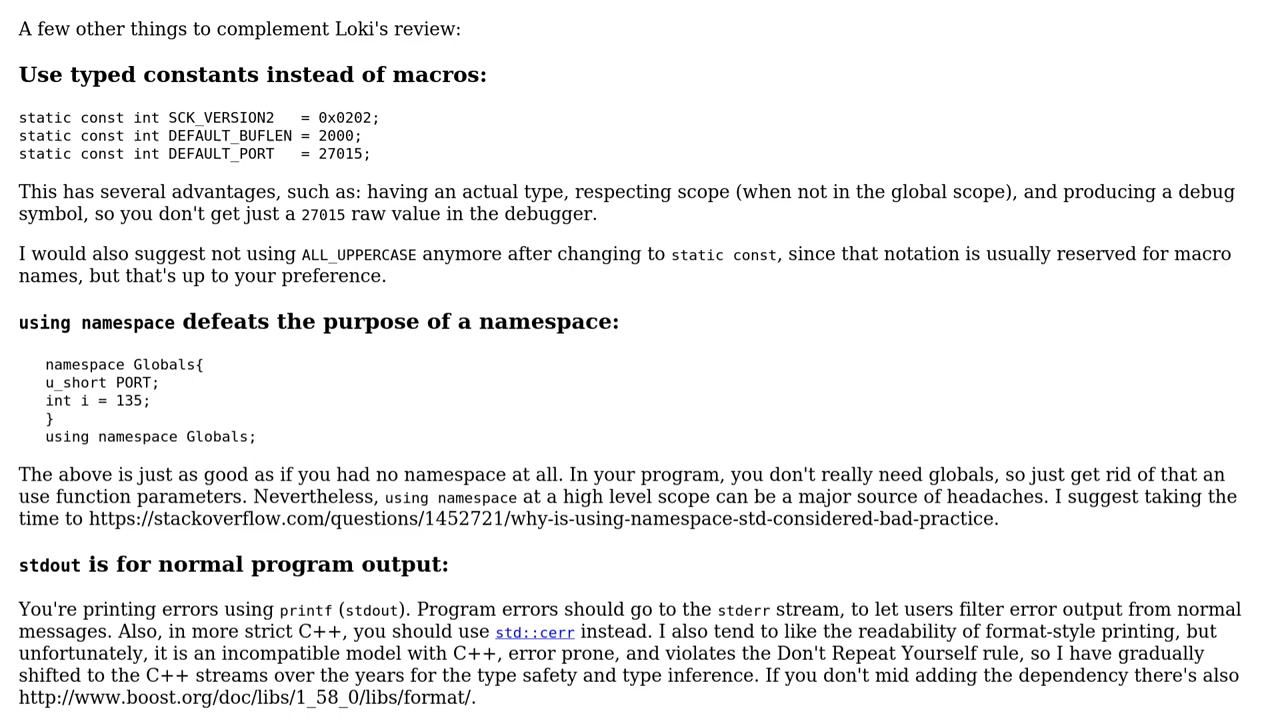 A few other things to complement Loki's review:
Use typed constants instead of macros:
static const int SCK_VERSION2   = 0x0202;
static const int DEFAULT_BUFLEN = 2000;
static const int DEFAULT_PORT   = 27015;
This has several advantages, such as: having an actual type, respecting scope (when not in the global scope), and producing a debug
symbol, so you don't get just a 27015 raw value in the debugger.
I would also suggest not using ALL_UPPERCASE anymore after changing to static const, since that notation is usually reserved for macro
names, but that's up to your preference.
using namespace defeats the purpose of a namespace:
namespace Globals{
u_short PORT;
int i = 135;
}
using namespace Globals;
The above is just as good as if you had no namespace at all. In your program, you don't really need globals, so just get rid of that an
use function parameters. Nevertheless, using namespace at a high level scope can be a major source of headaches. I suggest taking the
time to https://stackoverflow.com/questions/1452721/why-is-using-namespace-std-considered-bad-practice.
stdout is for normal program output:
You're printing errors using printf (stdout). Program errors should go to the stderr stream, to let users filter error output from normal
messages. Also, in more strict C++, you should use std::cerr instead. I also tend to like the readability of format-style printing, but
unfortunately, it is an incompatible model with C++, error prone, and violates the Don't Repeat Yourself rule, so I have gradually
shifted to the C++ streams over the years for the type safety and type inference. If you don't mid adding the dependency there's also
http://www.boost.org/doc/libs/1_58_0/libs/format/.